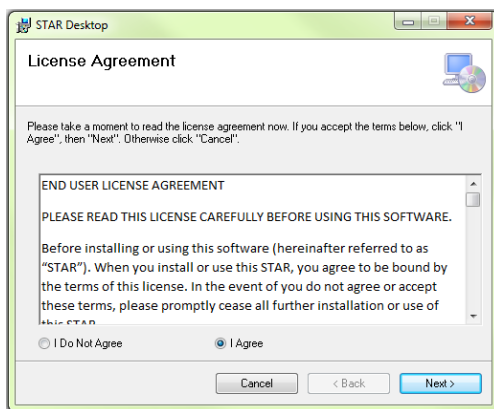 STAR Desktop
License Agreement
Please take a moment to read the license agreement now. If you accept the terms below, click "I
Agree", then "Next". Otherwise click "Cancel".
END USER LICENSE AGREEMENT
PLEASE READ THIS LICENSE CAREFULLY BEFORE USING THIS SOFTWARE.
Before installing or using this software (hereinafter referred to as
“STAR”). When you install or use this STAR, you agree to be bound by
the terms of this license. In the event of you do not agree or accept
these terms, please promptly cease all further installation or use of
this STAR
I Do Not Agree
I Agree
Cancel
< Back
Next >